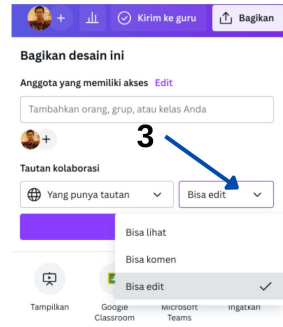 + Kirim ke guru Bagikan
Bagikan desain ini
Anggota yang memiliki akses Edit
Tambahkan orang, grup, atau kelas Anda
+
3
Tautan kolaborasi
Yang punya tautan Bisa edit
Bisa lihat
Bisa komen
Bisa edit
Tampilkan Google Classroom Microsoft Teams Ingatkan